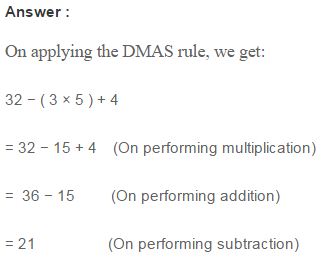 Answer :
On applying the DMAS rule, we get:
32 − ( 3 × 5 ) + 4
= 32 − 15 + 4 (On performing multiplication)
= 36 − 15 (On performing addition)
= 21 (On performing subtraction)